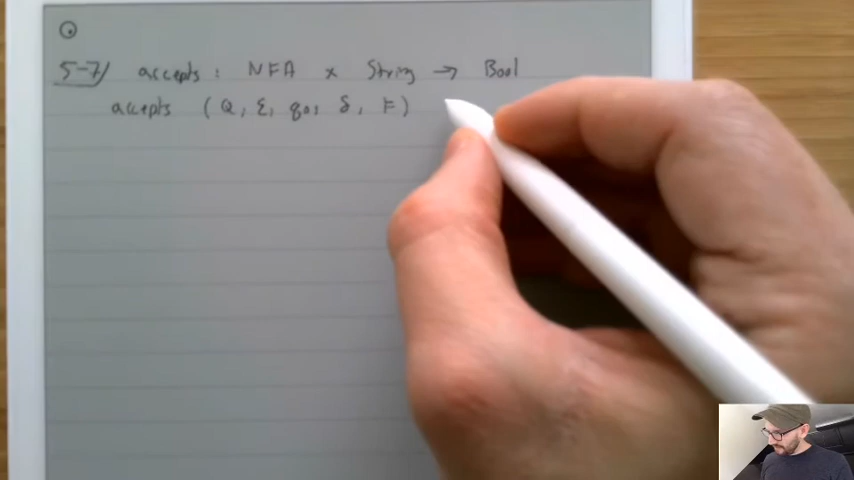 5-7/ accepts : NFA x String → Bool
accepts (Q, Σ, q0, δ, F)